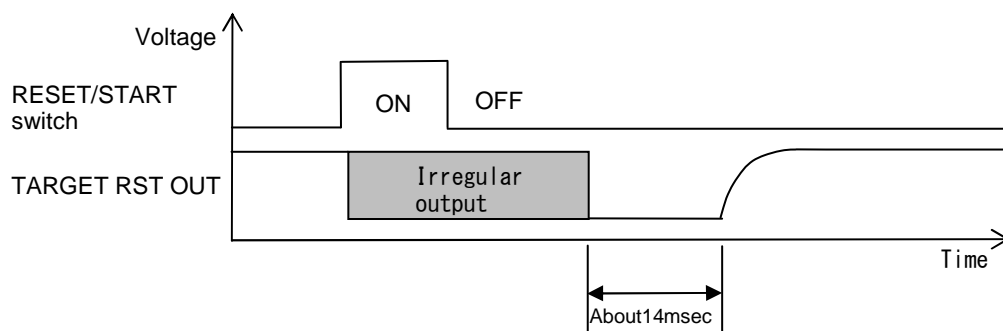 Voltage
RESET/START
switch
ON
OFF
TARGET RST OUT
Irregular
output
Time
About14msec